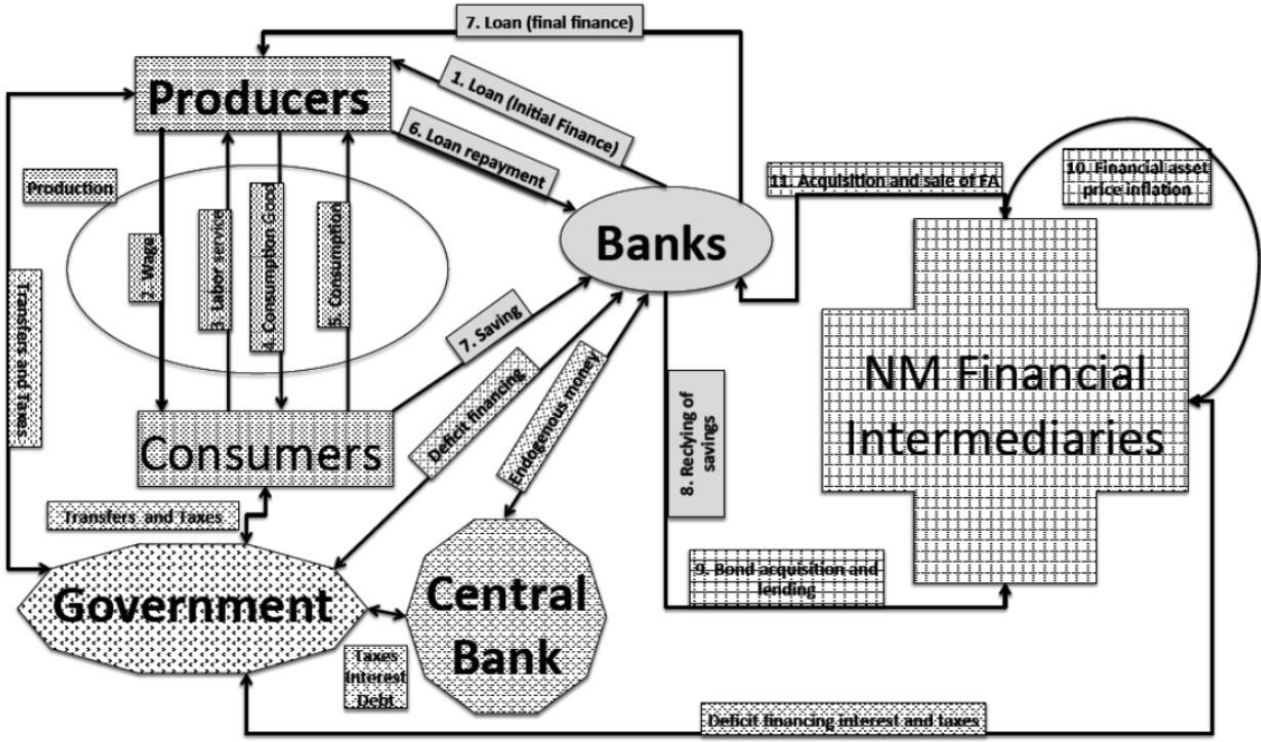 7. Loan (final finance)
Producers
1. Loan (Initial Finance)
6. Loan repayment
Production
2. Wage
3. Labor service
4. Consumption Good
5. Consumption
Transfers and Taxes
Banks
11. Acquisition and sale of FA
10. Financial asset
price inflation
NM Financial
Intermediaries
7. Saving
Deficit financing
Endogenous money
8. Reclying of
savings
Consumers
Transfers and Taxes
9. Bond acquisition and
lending
Government
Central
Bank
Taxes
Interest
Debt
Deficit financing interest and taxes